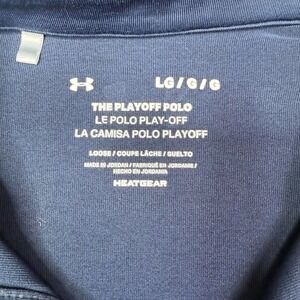 LG / G / G
THE PLAYOFF POLO
LE POLO PLAY-OFF
LA CAMISA POLO PLAYOFF
LOOSE / COUPE LÂCHE / SUELTO
MADE IN JORDAN / FABRIQUÉ EN JORDANIE /
HECHO EN JORDANIA
HEATGEAR